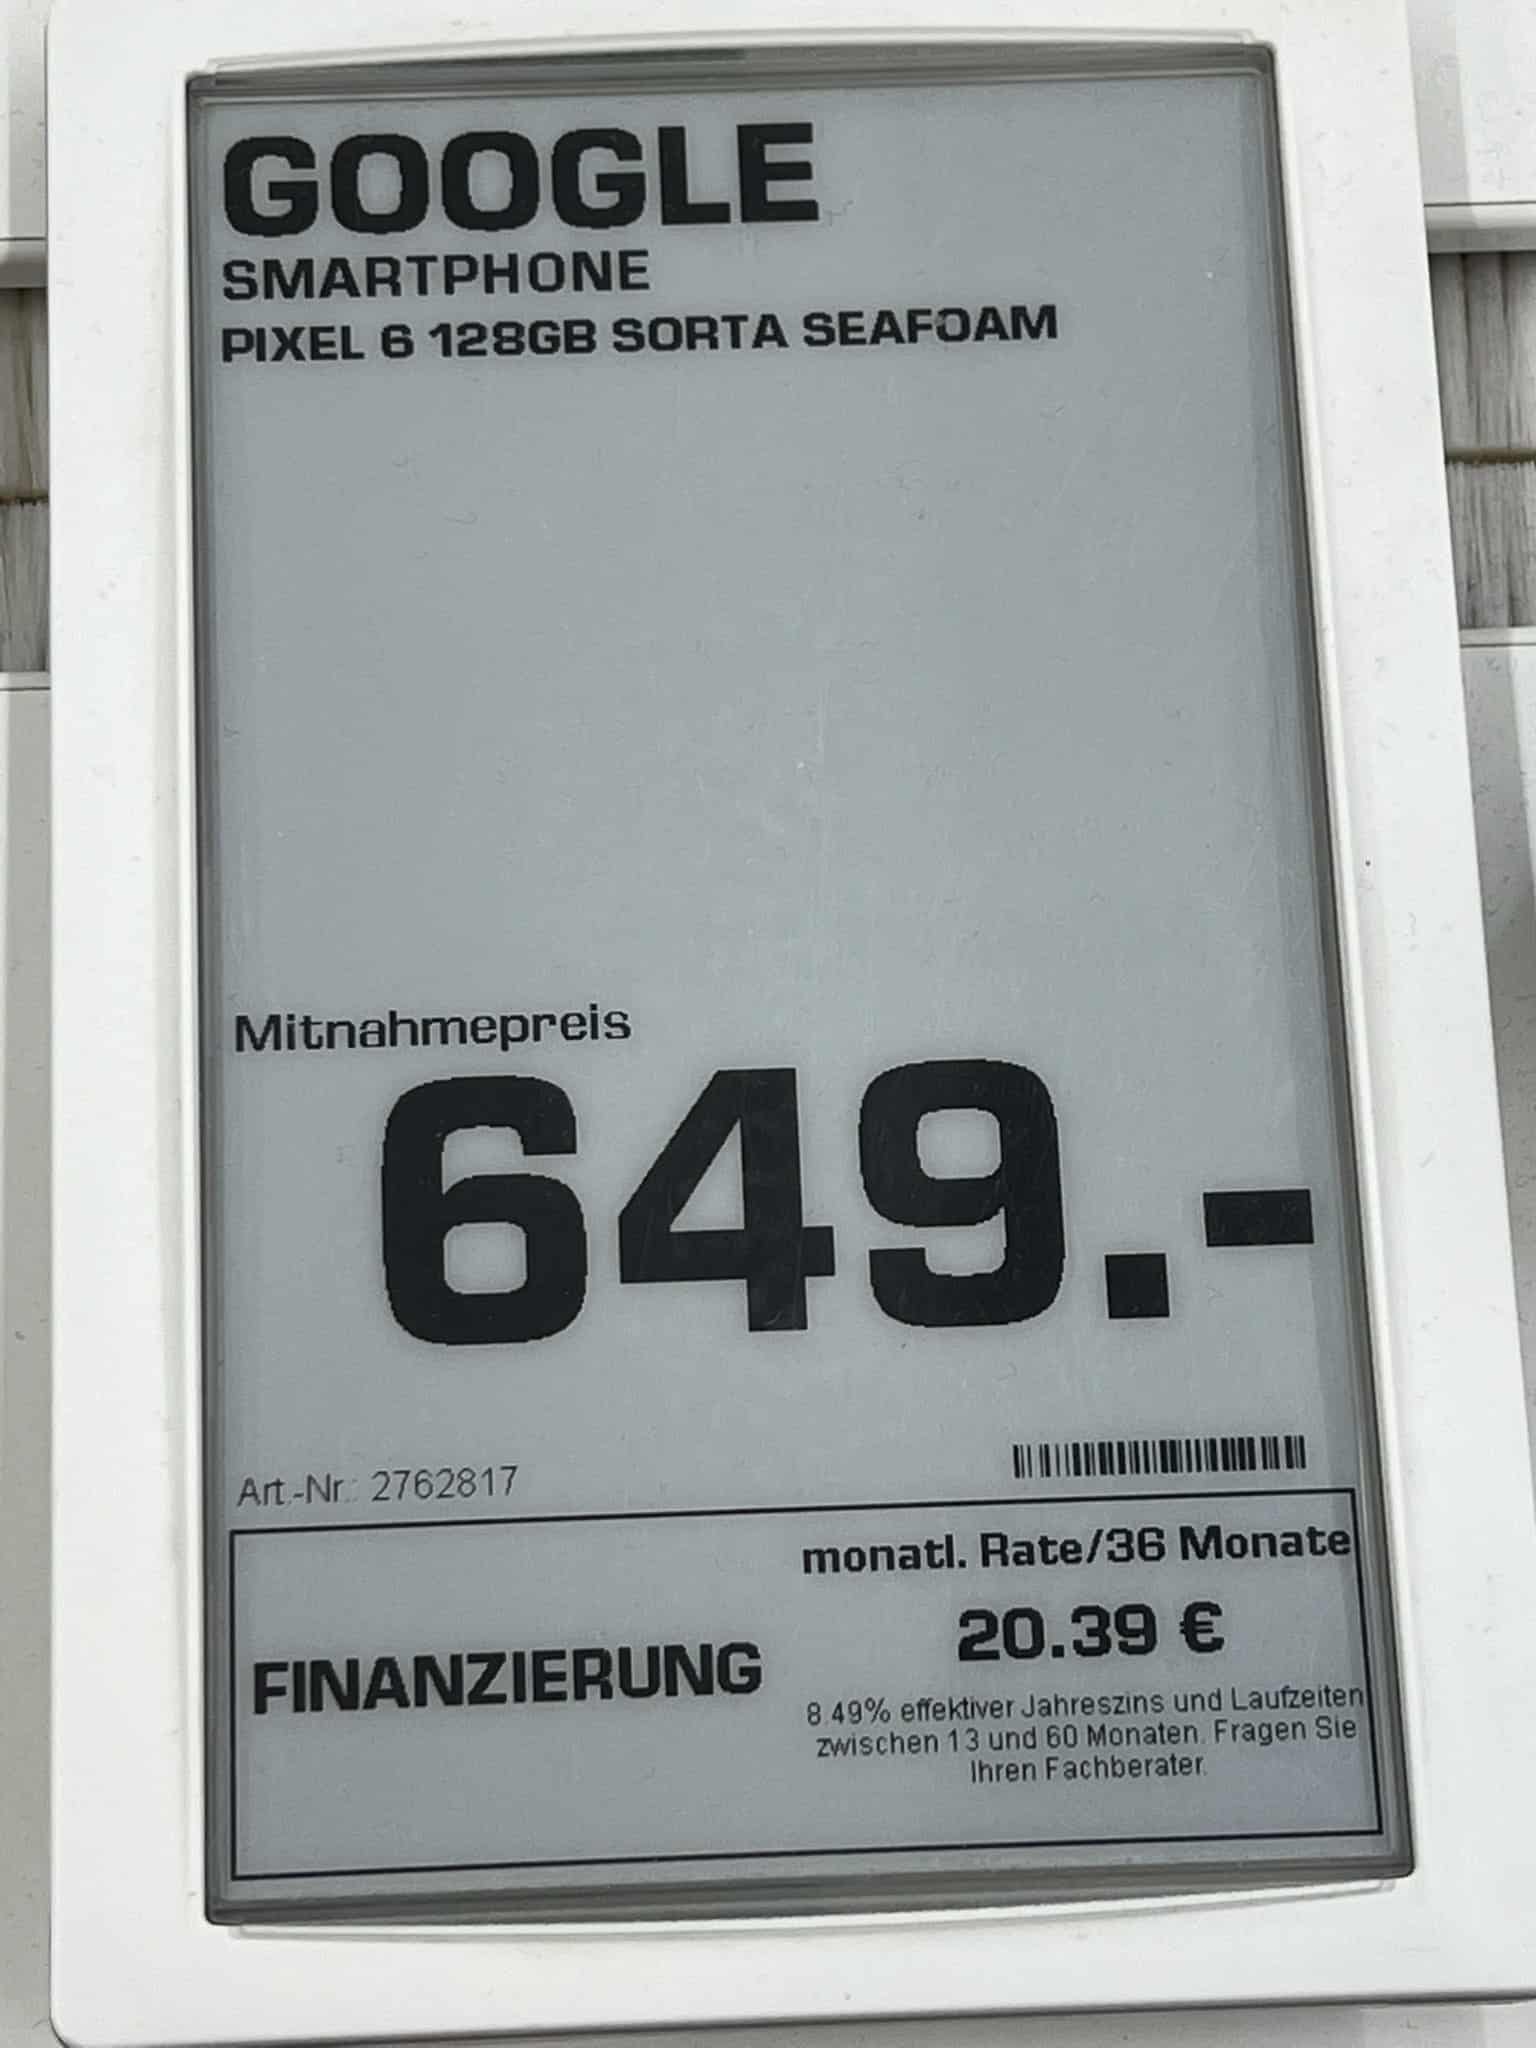 GOOGLE
SMARTPHONE
PIXEL 6 128GB SORTA SEAFOAM
Mitnahmepreis
649.-
Art.-Nr.: 2762817
monatl. Rate/36 Monate
20.39 €
FINANZIERUNG
8.49% effektiver Jahreszins und Laufzeiten
zwischen 13 und 60 Monaten. Fragen Sie
Ihren Fachberater.